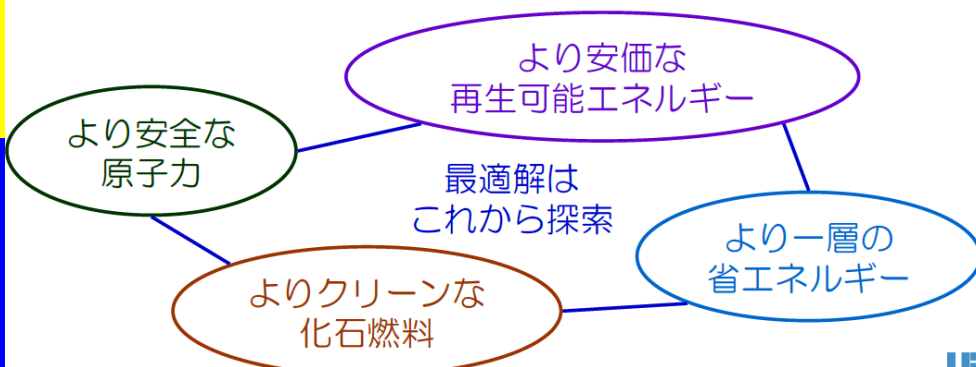 より安価な
再生可能エネルギー
より安全な
原子力
最適解は
これから探索
より一層の
省エネルギー
よりクリーンな
化石燃料